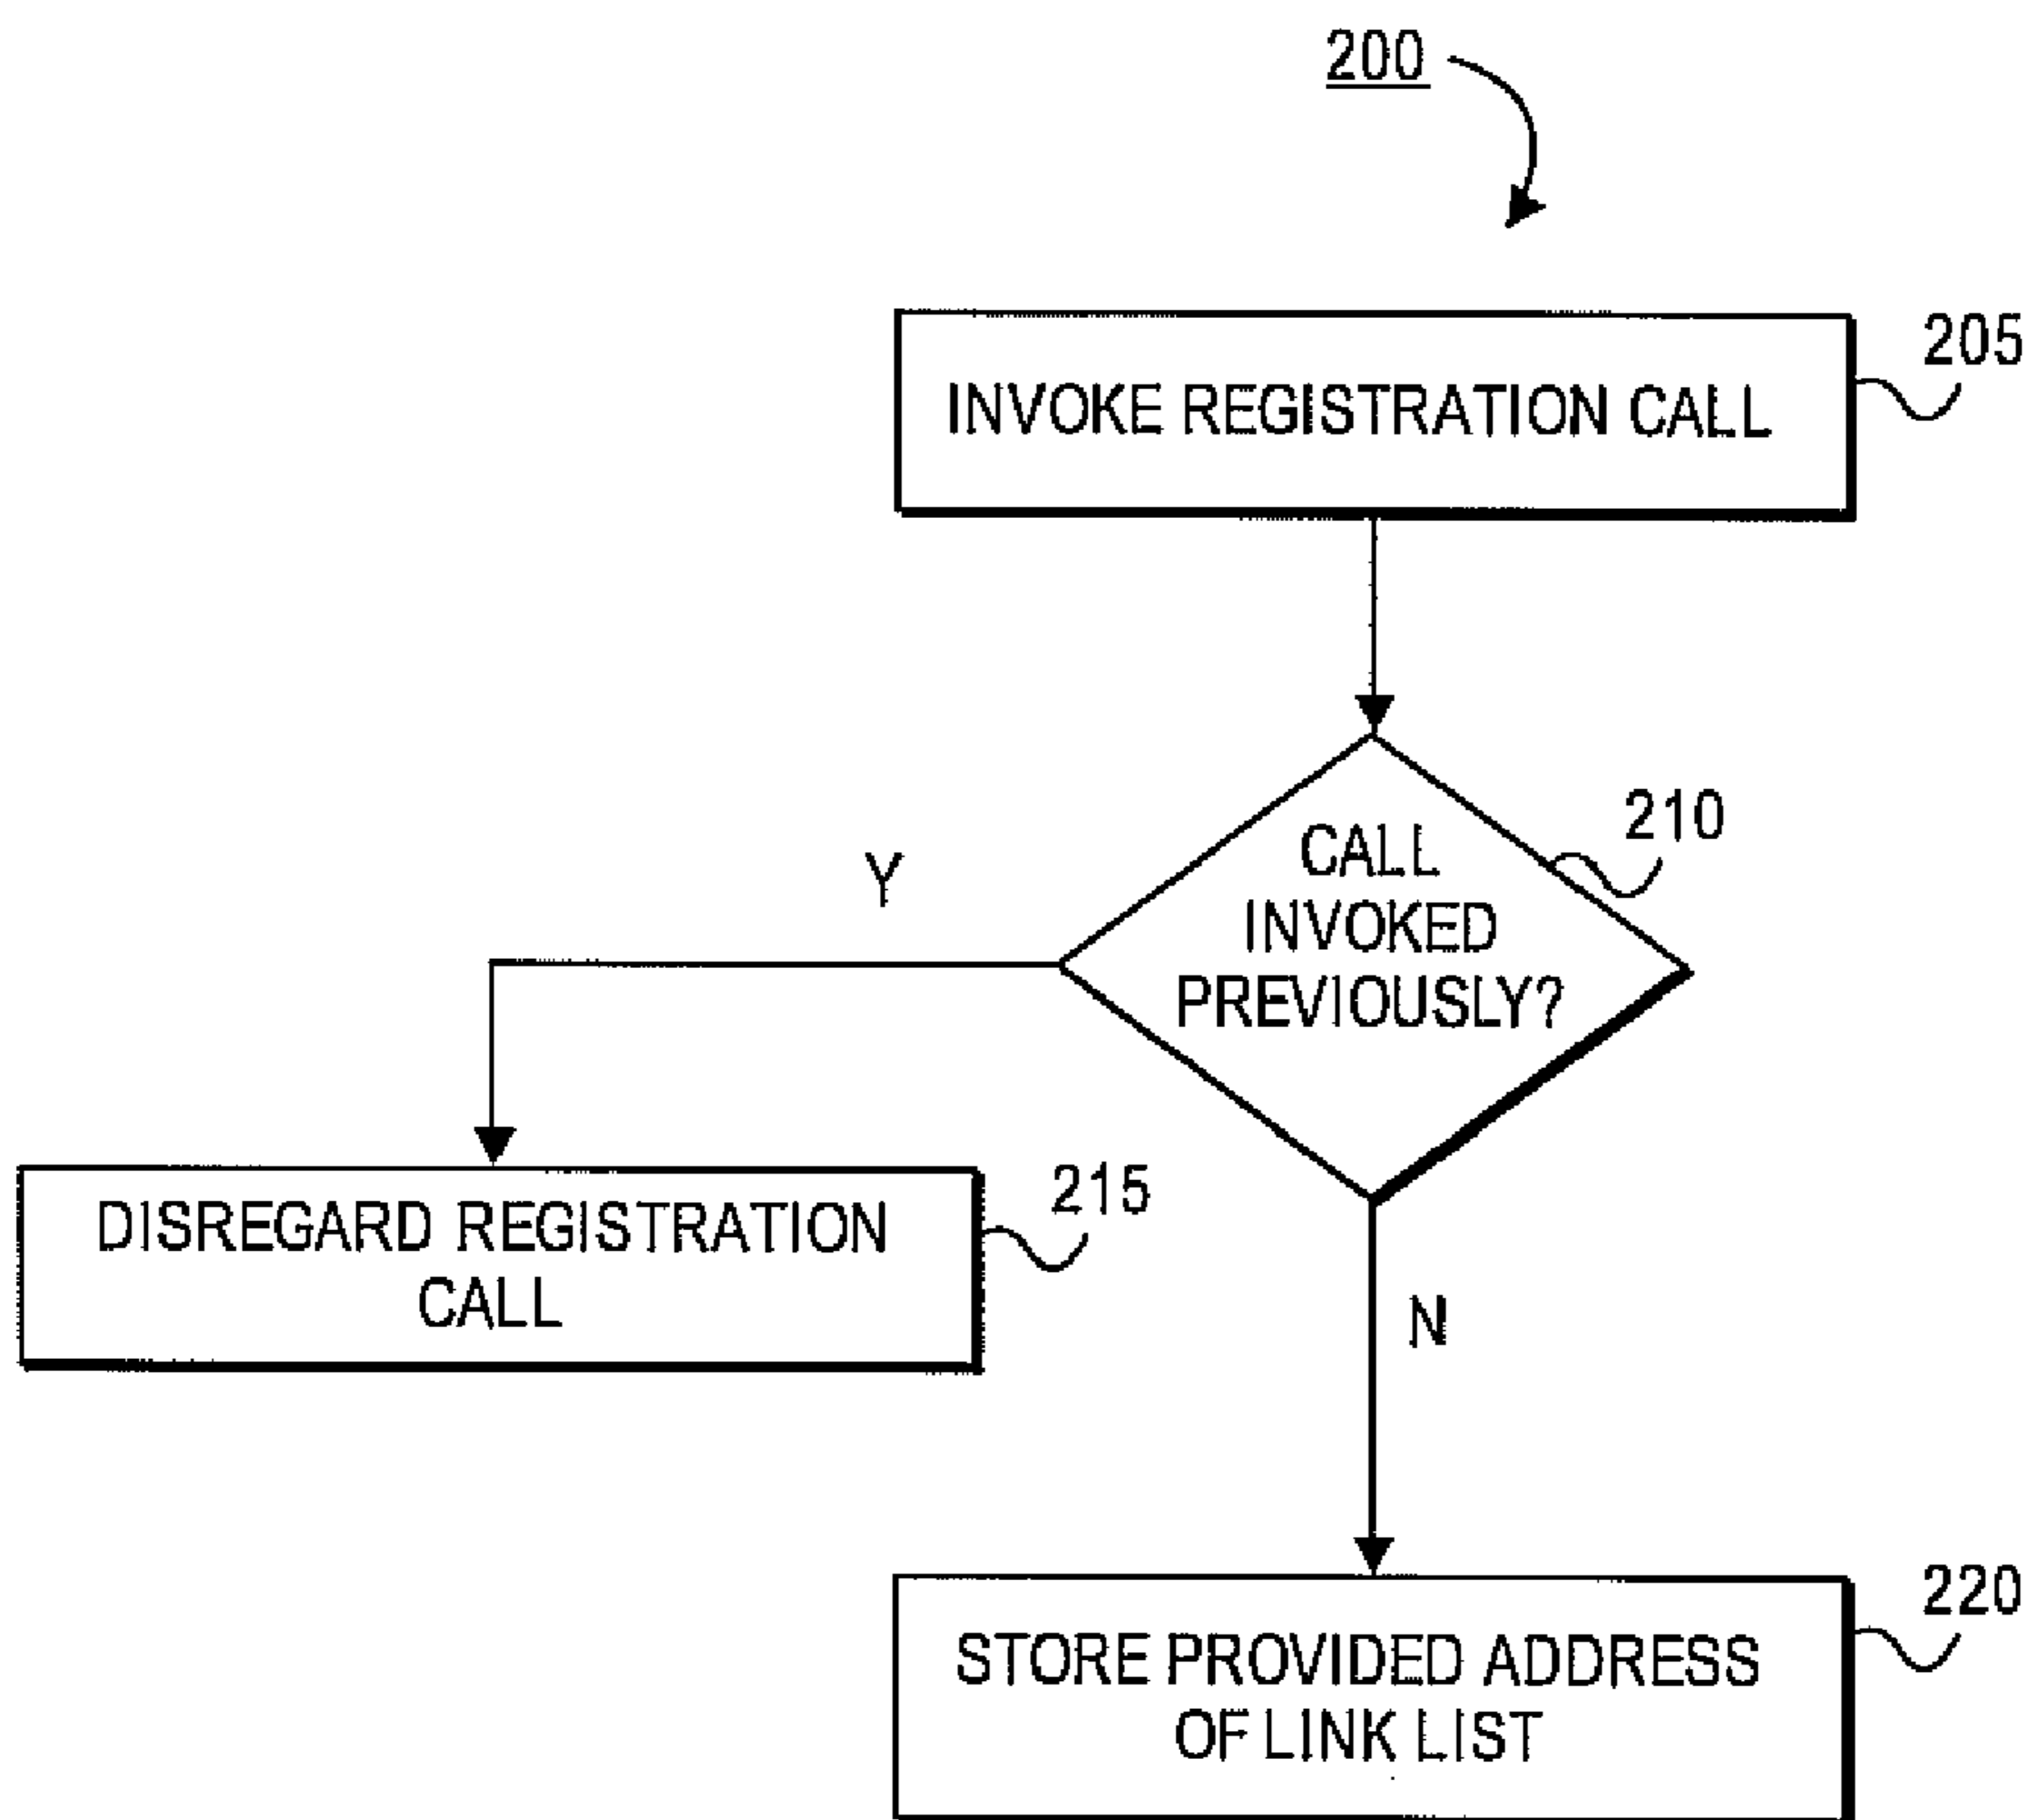 200
205
INVOKE REGISTRATION CALL
210
CALL
INVOKED
PREVIOUSLY?
Y
215
DISREGARD REGISTRATION
CALL
N
220
STORE PROVIDED ADDRESS
OF LINK LIST